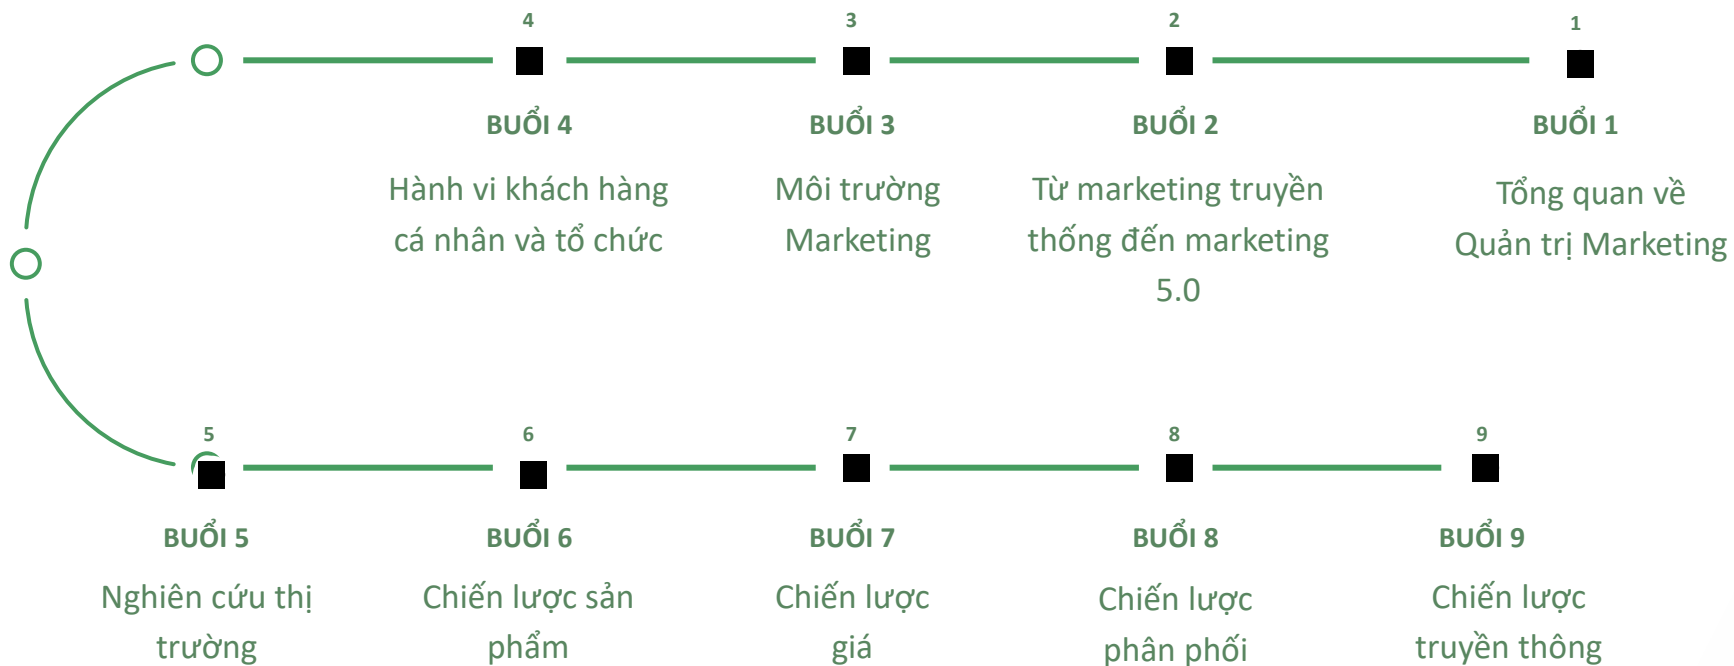 4
3
2
1
BUỔI 4
BUỔI 3
BUỔI 2
BUỔI 1
Hành vi khách hàng
cá nhân và tổ chức
Môi trường
Marketing
Từ marketing truyền
thống đến marketing
5.0
Tổng quan về
Quản trị Marketing
5
6
7
8
9
BUỔI 5
BUỔI 6
BUỔI 7
BUỔI 8
BUỔI 9
Nghiên cứu thị
trường
Chiến lược sản
phẩm
Chiến lược
giá
Chiến lược
phân phối
Chiến lược
truyền thông